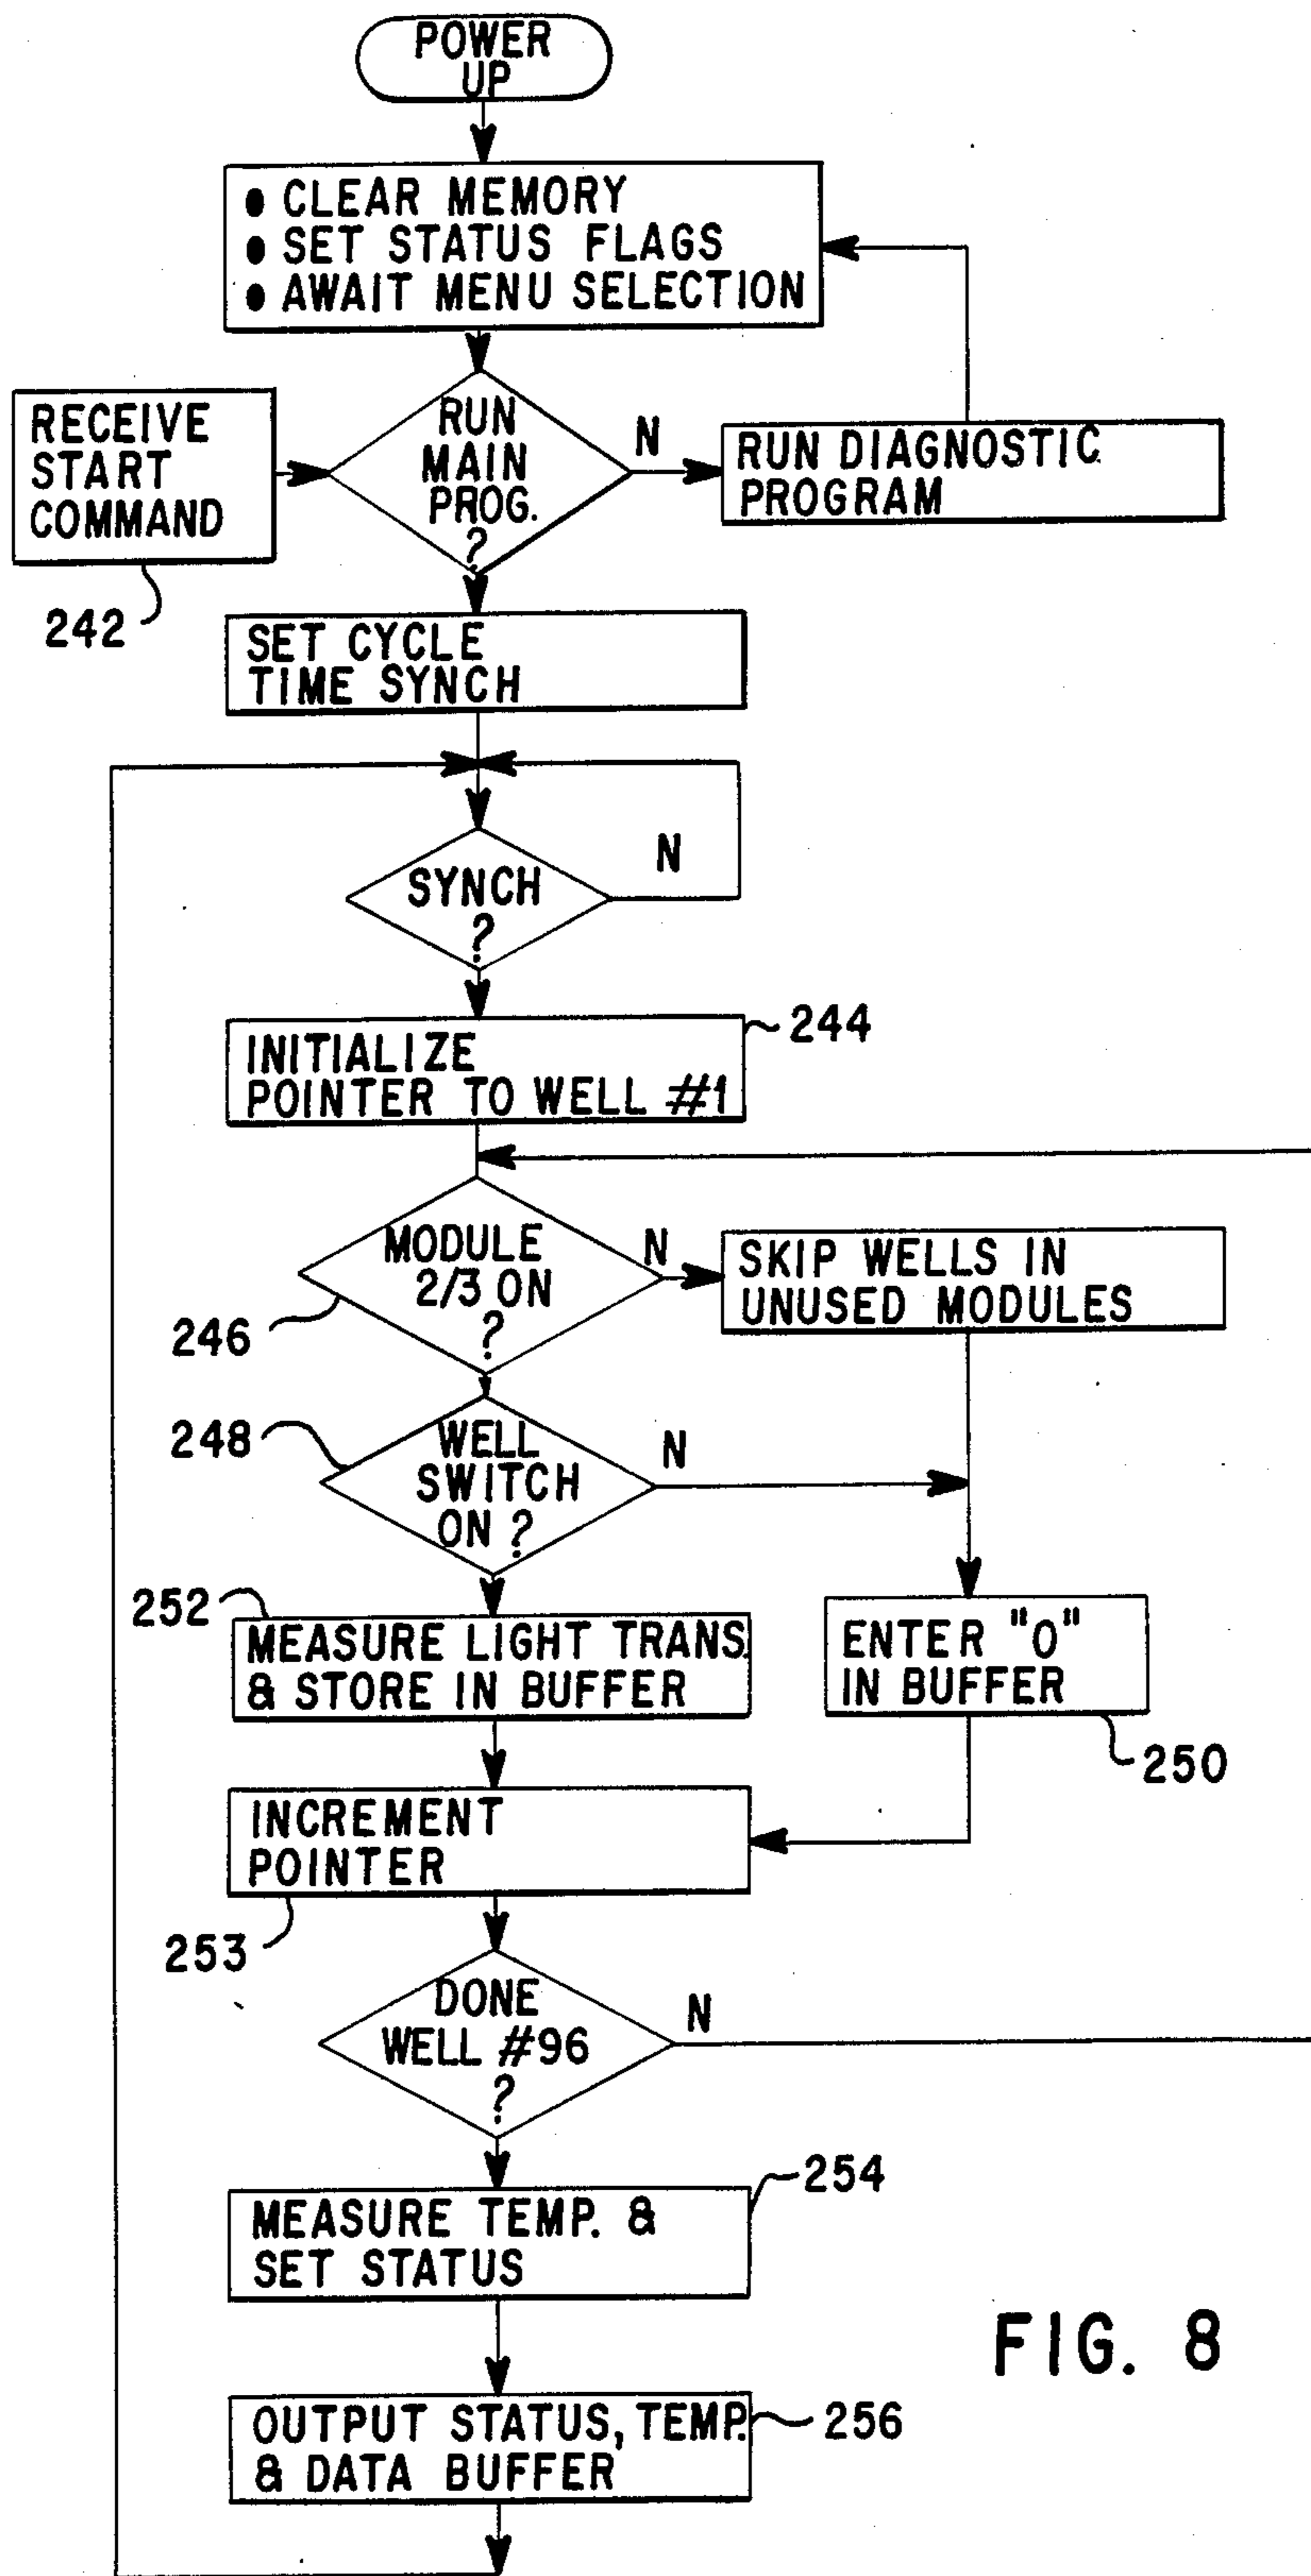 POWER
UP
• CLEAR MEMORY
• SET STATUS FLAGS
• AWAIT MENU SELECTION
RECEIVE
START
COMMAND
242
RUN
MAIN
PROG.
?
N
RUN DIAGNOSTIC
PROGRAM
SET CYCLE
TIME SYNCH
SYNCH
?
N
INITIALIZE
POINTER TO WELL #1
244
MODULE
2/3 ON
?
246
N
SKIP WELLS IN
UNUSED MODULES
WELL
SWITCH
ON ?
248
N
252
MEASURE LIGHT TRANS.
& STORE IN BUFFER
ENTER "0"
IN BUFFER
250
INCREMENT
POINTER
253
DONE
WELL #96
?
N
MEASURE TEMP. &
SET STATUS
254
OUTPUT STATUS, TEMP.
& DATA BUFFER
256
FIG. 8